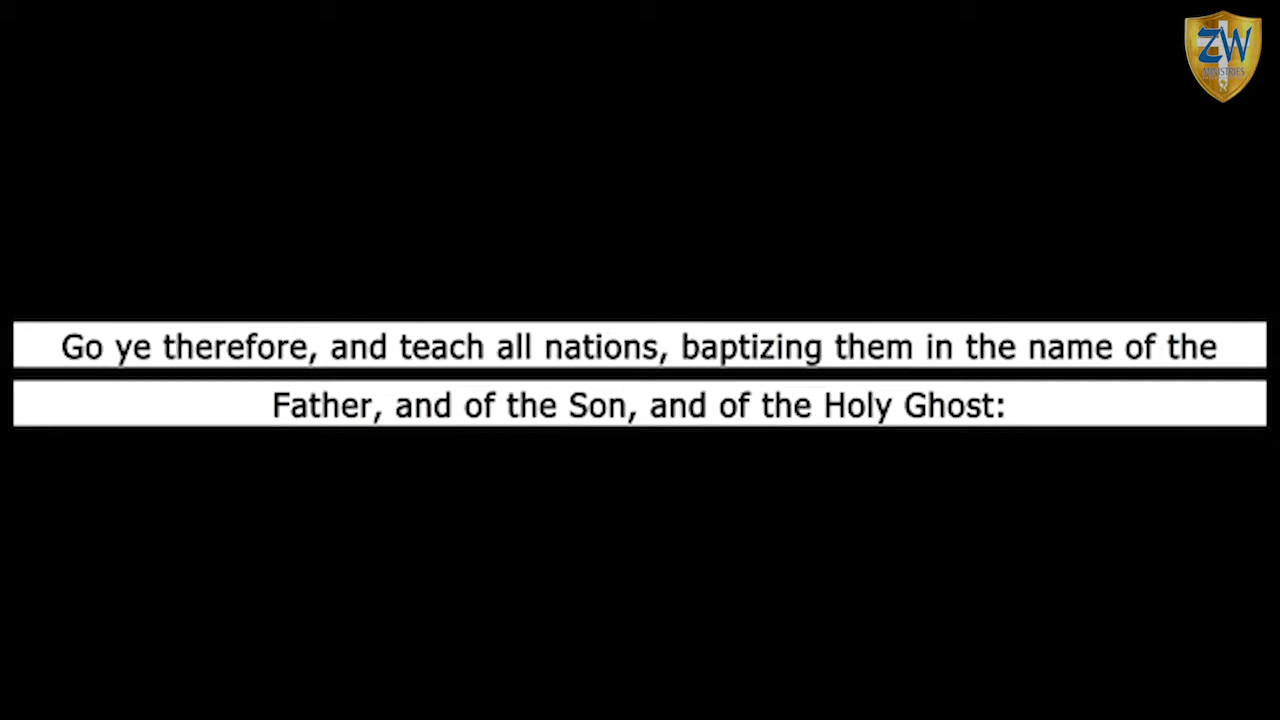 ZW
MINISTRIES
Go ye therefore, and teach all nations, baptizing them in the name of the
Father, and of the Son, and of the Holy Ghost: